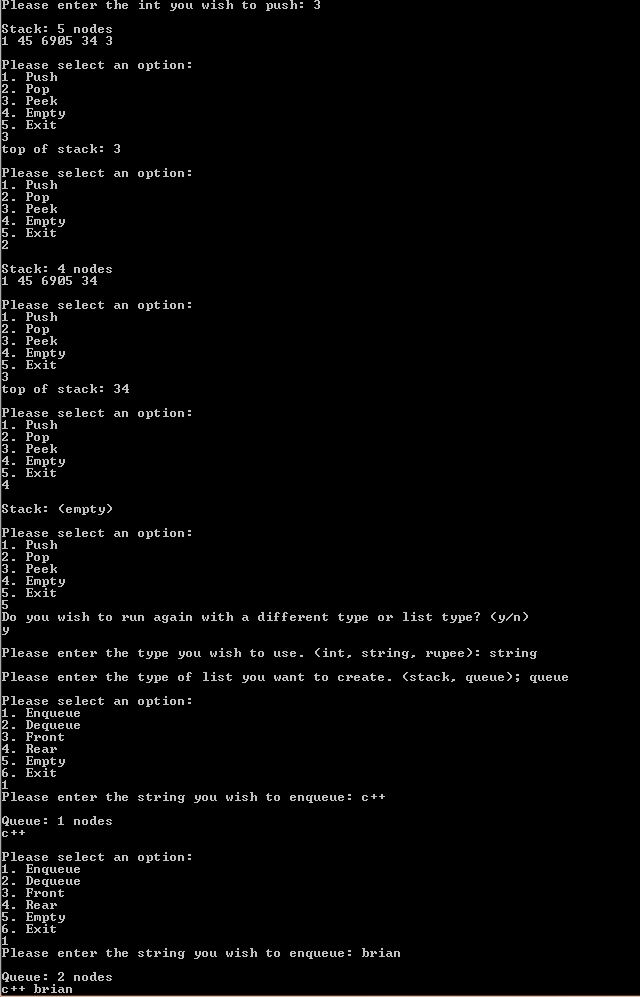 Please enter the int you wish to push: 3
Stack: 5 nodes
1 45 6905 34 3
Please select an option:
1. Push
2. Pop
3. Peek
4. Empty
5. Exit
3
top of stack: 3
Please select an option:
1. Push
2. Pop
3. Peek
4. Empty
5. Exit
2
Stack: 4 nodes
1 45 6905 34
Please select an option:
1. Push
2. Pop
3. Peek
4. Empty
5. Exit
3
top of stack: 34
Please select an option:
1. Push
2. Pop
3. Peek
4. Empty
5. Exit
4
Stack: (empty)
Please select an option:
1. Push
2. Pop
3. Peek
4. Empty
5. Exit
5
Do you wish to run again with a different type or list type? (y/n)
y
Please enter the type you wish to use. (int, string, rupee): string
Please enter the type of list you want to create. (stack, queue); queue
Please select an option:
1. Enqueue
2. Dequeue
3. Front
4. Rear
5. Empty
6. Exit
1
Please enter the string you wish to enqueue: c++
Queue: 1 nodes
c++
Please select an option:
1. Enqueue
2. Dequeue
3. Front
4. Rear
5. Empty
6. Exit
1
Please enter the string you wish to enqueue: brian
Queue: 2 nodes
c++ brian